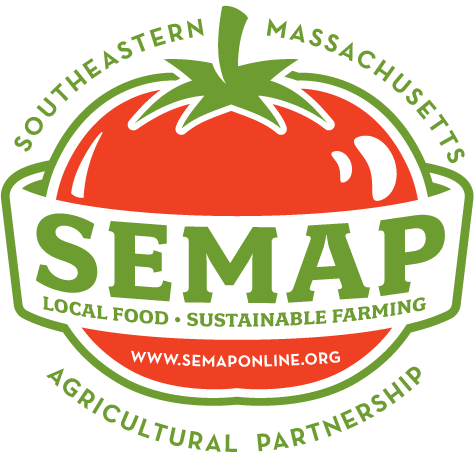 SOUTHEASTERN MASSACHUSETTS
SEMAP
LOCAL FOOD • SUSTAINABLE FARMING
WWW.SEMAPONLINE.ORG
AGRICULTURAL PARTNERSHIP